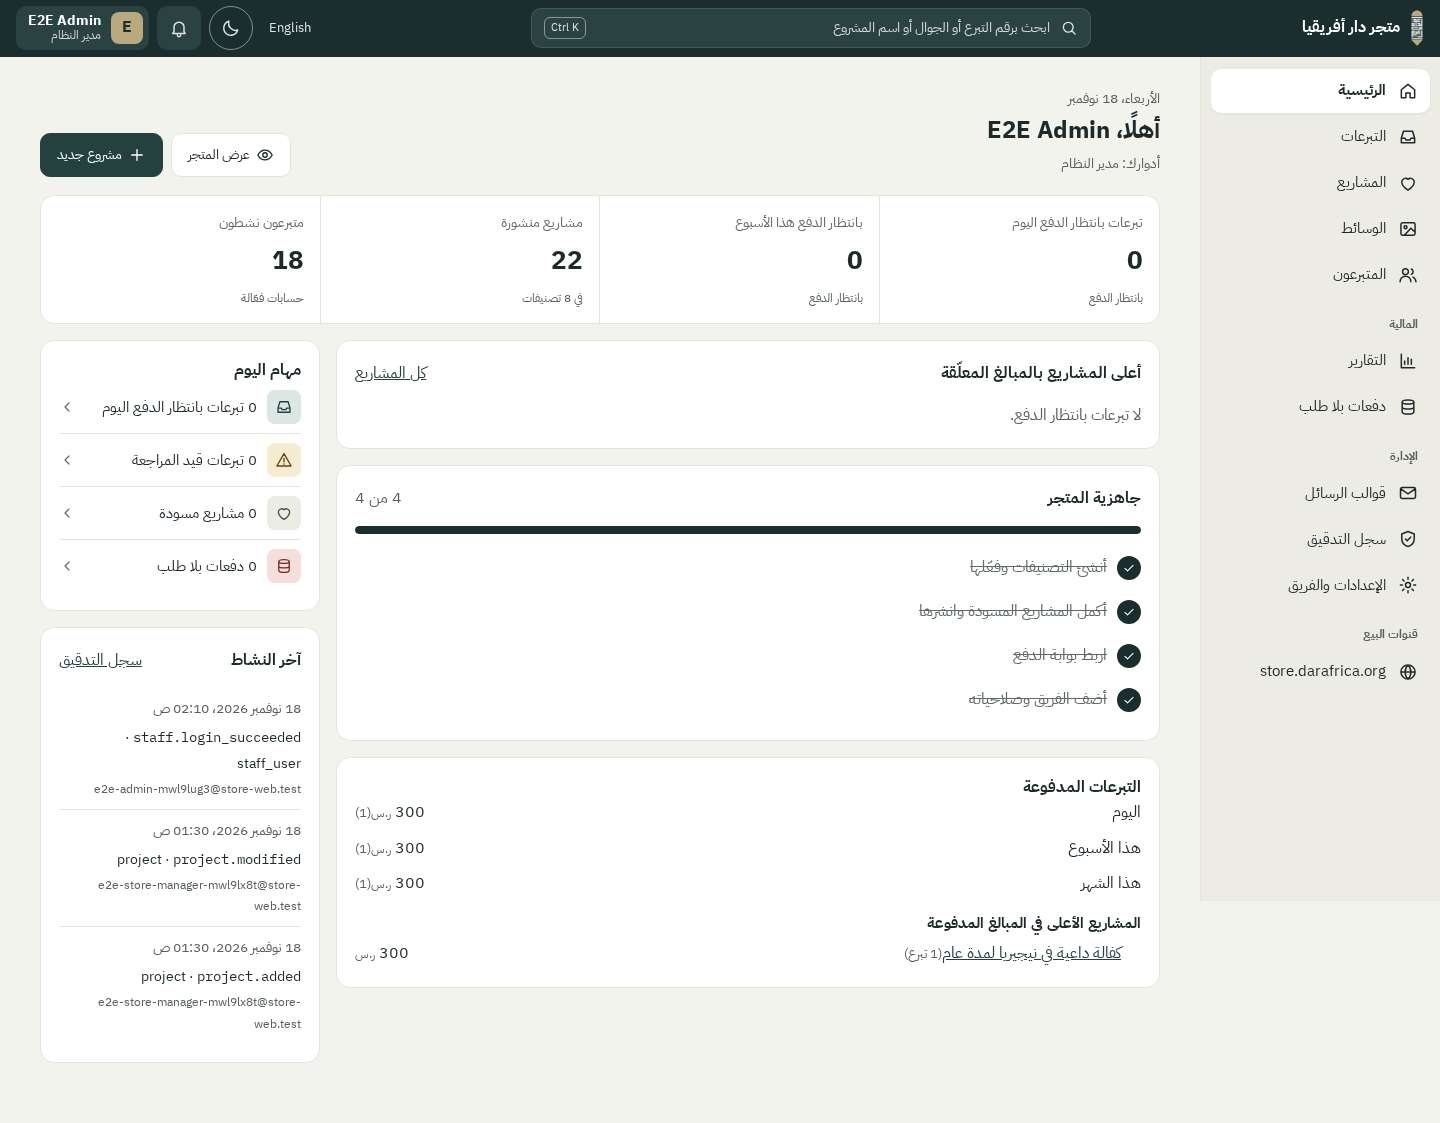 متجر دار أفريقيا
ابحث برقم التبرع أو الجوال أو اسم المشروع
Ctrl K
English
E2E Admin
مدير النظام
E
الرئيسية
التبرعات
المشاريع
الوسائط
المتبرعون
المالية
التقارير
دفعات بلا طلب
الإدارة
قوالب الرسائل
سجل التدقيق
الإعدادات والفريق
قنوات البيع
store.darafrica.org
الأربعاء، 18 نوفمبر
أهلًا، E2E Admin
أدوارك: مدير النظام
عرض المتجر
مشروع جديد
تبرعات بانتظار الدفع اليوم
0
بانتظار الدفع
بانتظار الدفع هذا الأسبوع
0
بانتظار الدفع
مشاريع منشورة
22
في 8 تصنيفات
متبرعون نشطون
18
حسابات فعّالة
أعلى المشاريع بالمبالغ المعلّقة
كل المشاريع
لا تبرعات بانتظار الدفع.
جاهزية المتجر
4 من 4
أنشئ التصنيفات وفعّلها
أكمل المشاريع المسودة وانشرها
اربط بوابة الدفع
أضف الفريق وصلاحياته
التبرعات المدفوعة
اليوم
300 ر.س(1)
هذا الأسبوع
300 ر.س(1)
هذا الشهر
300 ر.س(1)
المشاريع الأعلى في المبالغ المدفوعة
كفالة داعية في نيجيريا لمدة عام(1 تبرع)
300 ر.س
مهام اليوم
0 تبرعات بانتظار الدفع اليوم
0 تبرعات قيد المراجعة
0 مشاريع مسودة
0 دفعات بلا طلب
آخر النشاط
سجل التدقيق
18 نوفمبر 2026، 02:10 ص
staff.login_succeeded ·
staff_user
e2e-admin-mwl9lug3@store-web.test
18 نوفمبر 2026، 01:30 ص
project.modified · project
e2e-store-manager-mwl9lx8t@store-
web.test
18 نوفمبر 2026، 01:30 ص
project.added · project
e2e-store-manager-mwl9lx8t@store-
web.test